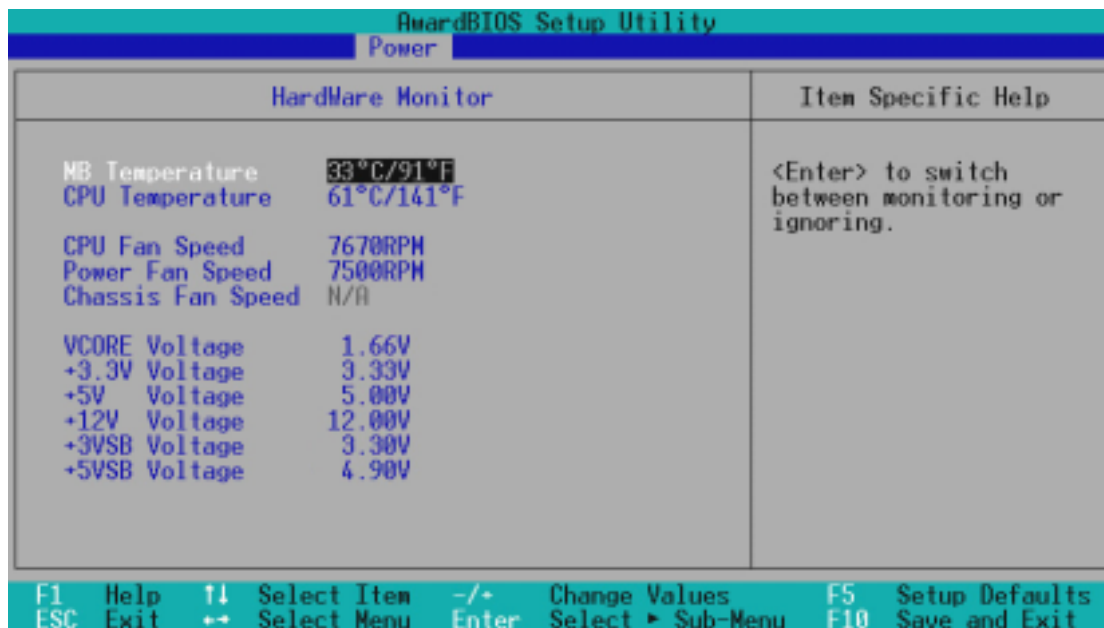 AwardBIOS Setup Utility
Power
HardWare Monitor
Item Specific Help
MB Temperature 33°C/91°F
CPU Temperature 61°C/141°F
CPU Fan Speed 7670RPM
Power Fan Speed 7500RPM
Chassis Fan Speed N/A
VCORE Voltage 1.66V
+3.3V Voltage 3.33V
+5V Voltage 5.00V
+12V Voltage 12.00V
+3VSB Voltage 3.30V
+5VSB Voltage 4.90V
<Enter> to switch
between monitoring or
ignoring.
F1 Help ↑↓ Select Item -/+ Change Values F5 Setup Defaults
ESC Exit ←→ Select Menu Enter Select ► Sub-Menu F10 Save and Exit